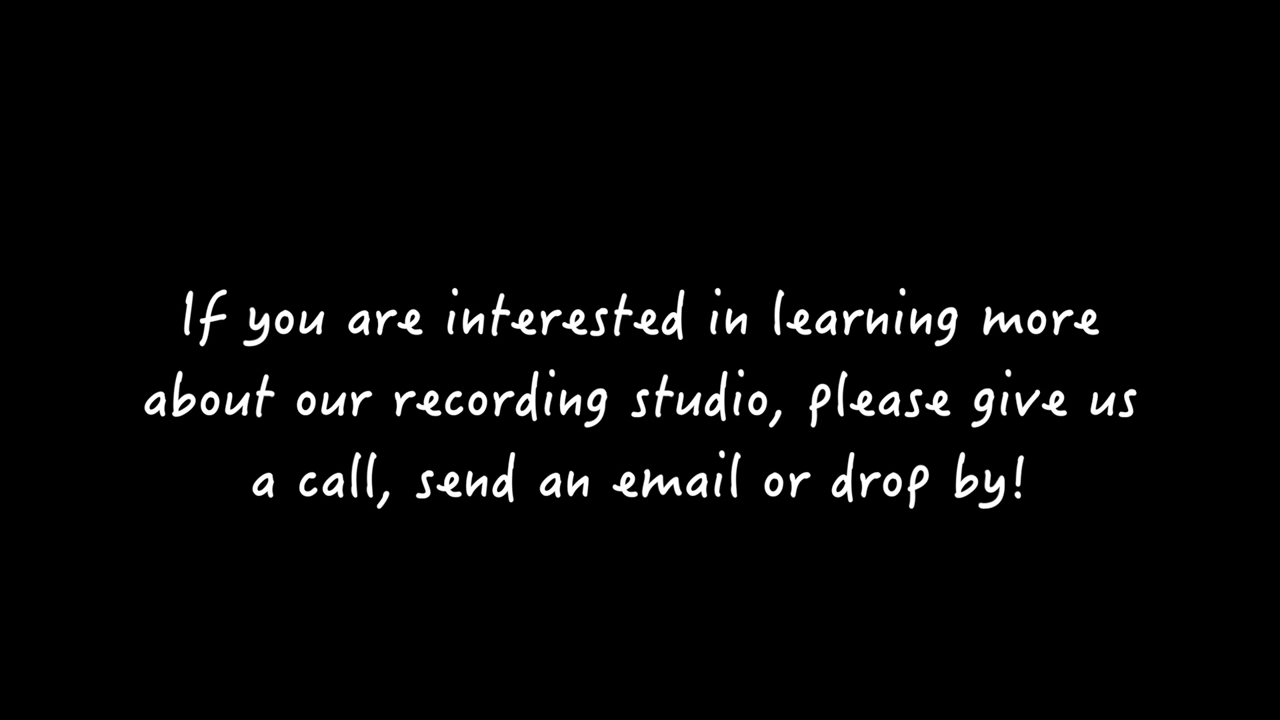 If you are interested in learning more
about our recording studio, please give us
a call, send an email or drop by!